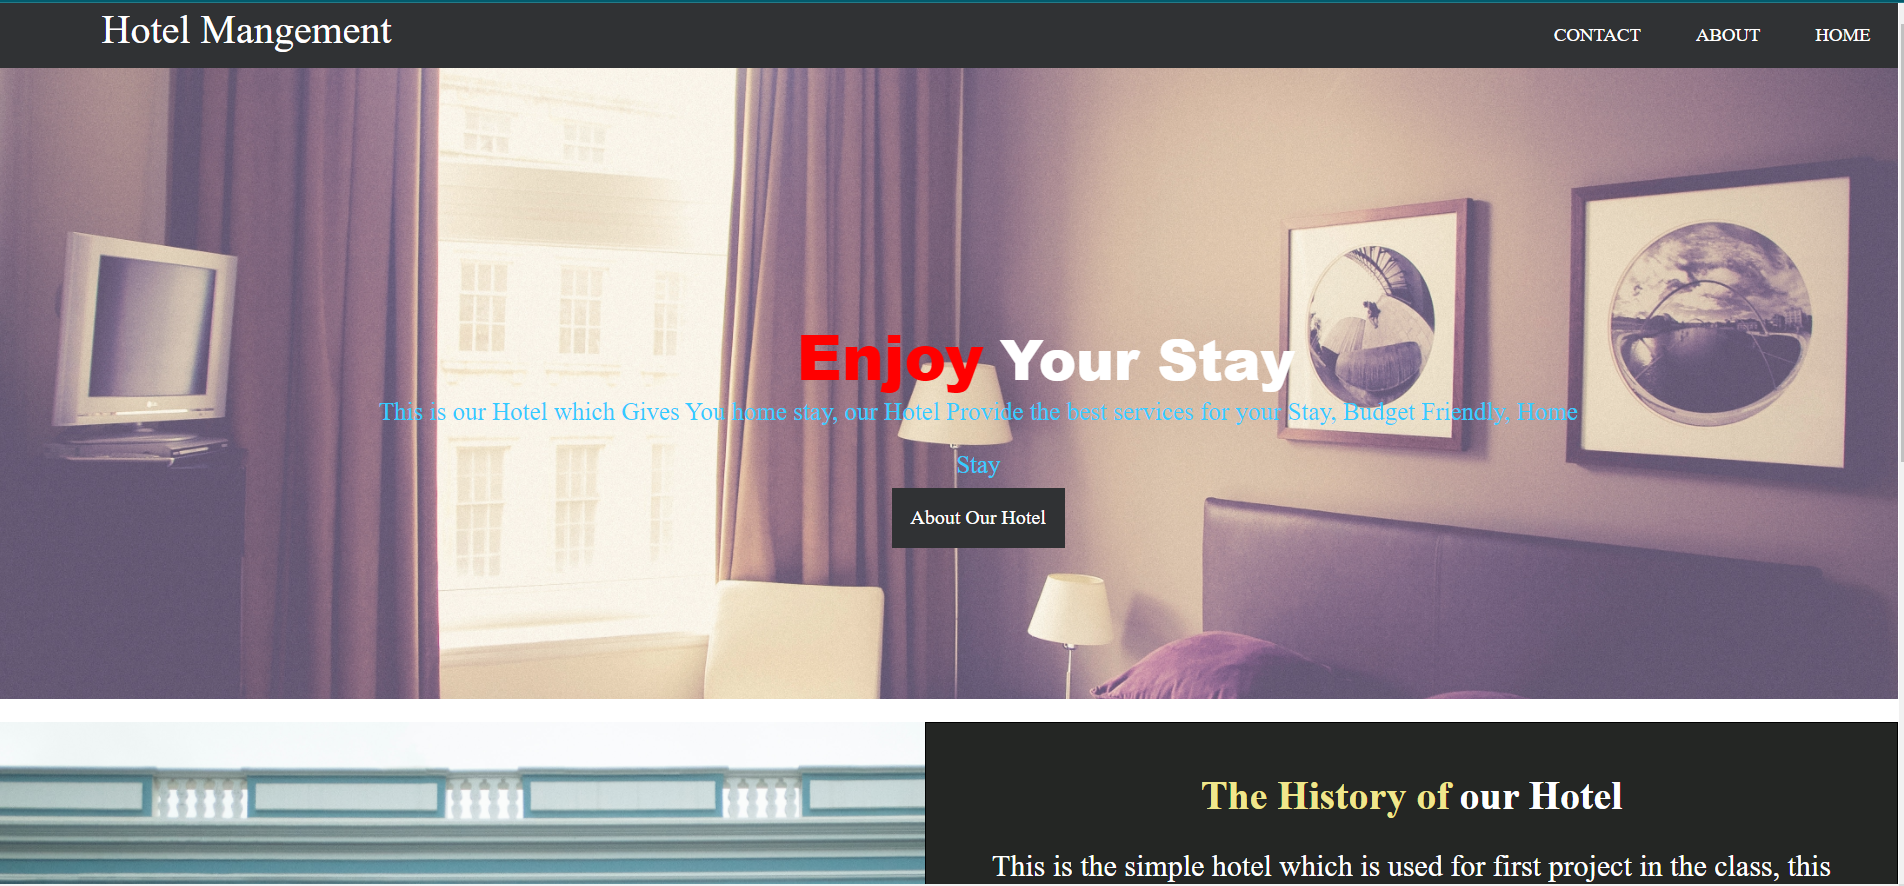 Hotel Mangement
CONTACT ABOUT HOME
Enjoy Your Stay
This is our Hotel which Gives You home stay, our Hotel Provide the best services for your Stay, Budget Friendly, Home
Stay
About Our Hotel
The History of our Hotel
This is the simple hotel which is used for first project in the class, this